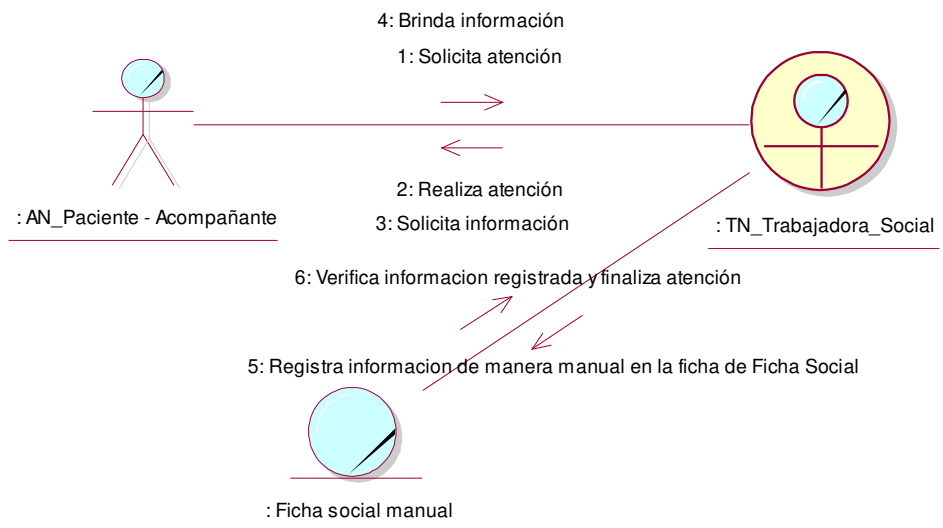 4: Brinda información
1: Solicita atención
2: Realiza atención
3: Solicita información
: AN_Paciente - Acompañante
: TN_Trabajadora_Social
6: Verifica informacion registrada y finaliza atención
5: Registra informacion de manera manual en la ficha de Ficha Social
: Ficha social manual